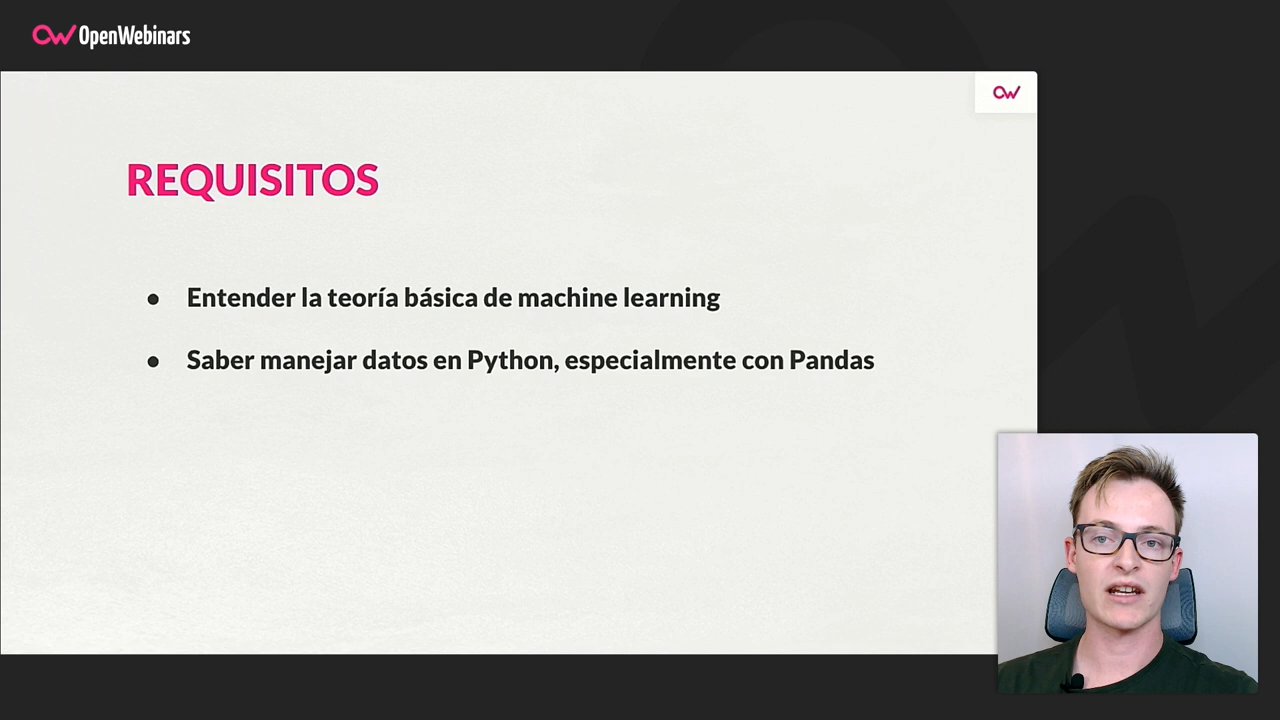 OpenWebinars
REQUISITOS
● Entender la teoría básica de machine learning
● Saber manejar datos en Python, especialmente con Pandas